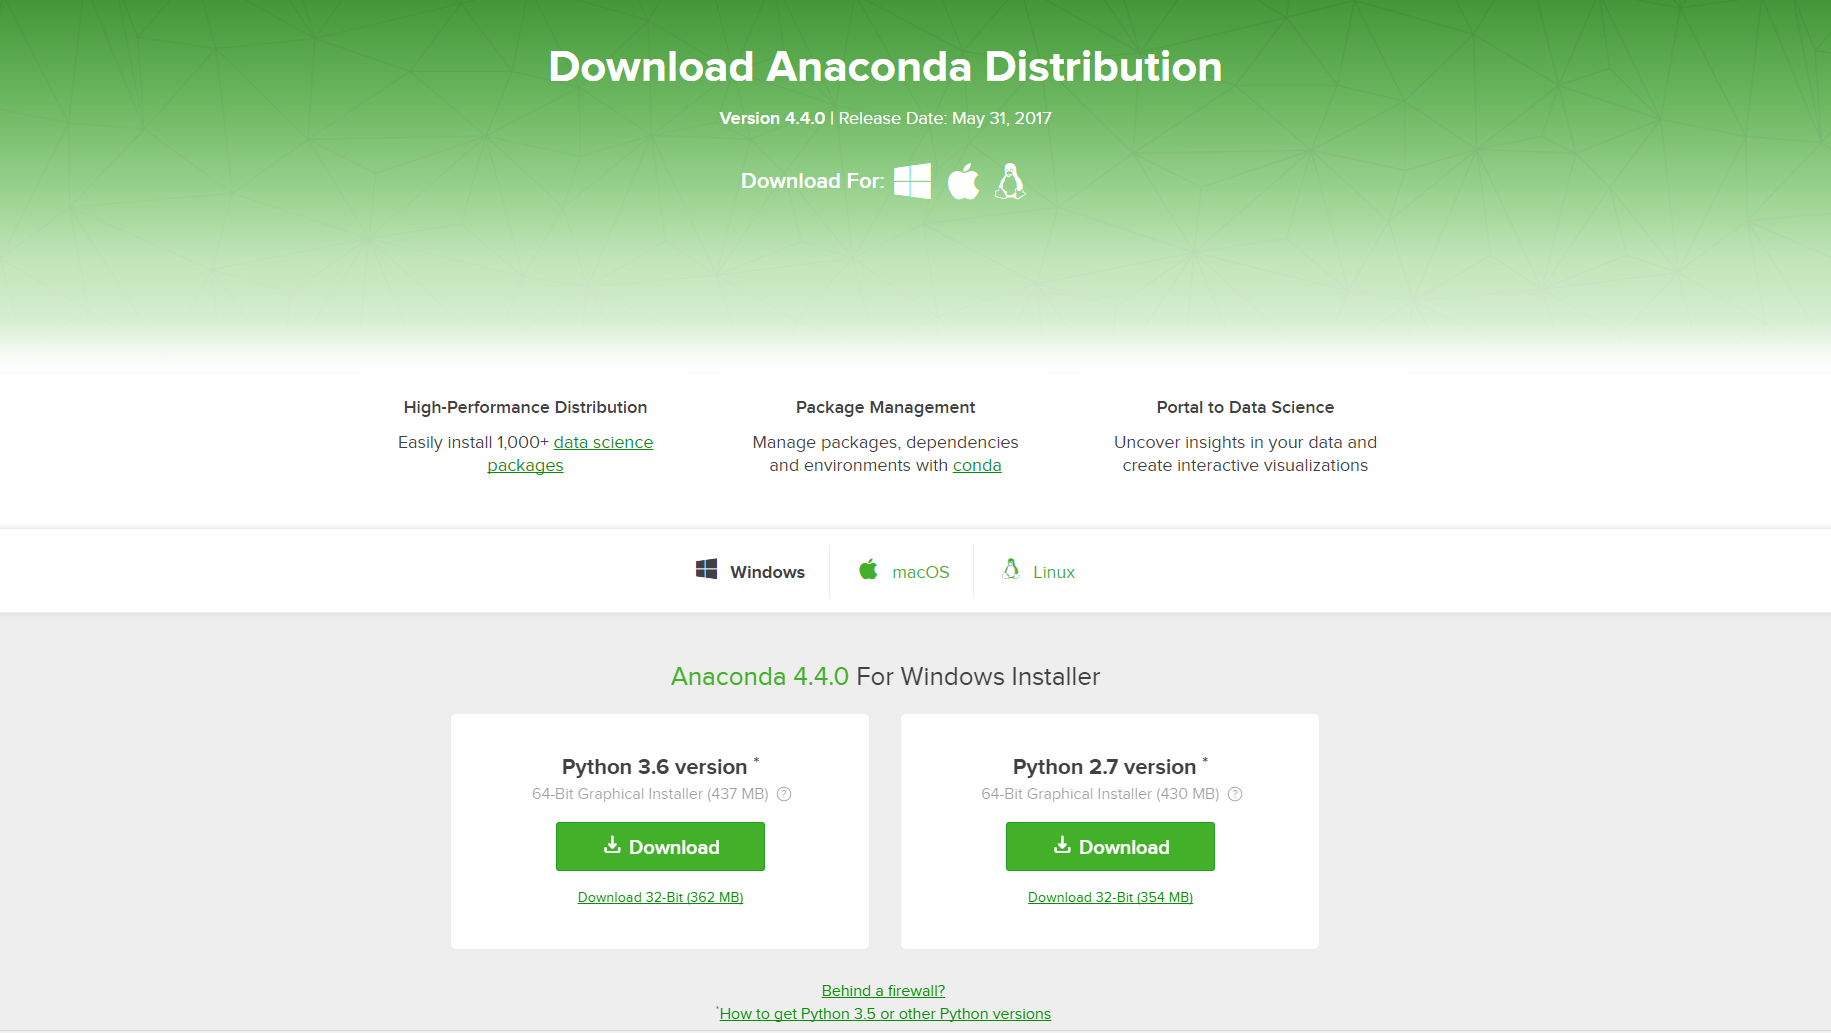 Download Anaconda Distribution
Version 4.4.0 | Release Date: May 31, 2017
Download For:
High-Performance Distribution
Easily install 1,000+ data science
packages
Package Management
Manage packages, dependencies
and environments with conda
Portal to Data Science
Uncover insights in your data and
create interactive visualizations
Windows
macOS
Linux
Anaconda 4.4.0 For Windows Installer
Python 3.6 version *
64-Bit Graphical Installer (437 MB) ?
Download
Download 32-Bit (362 MB)
Python 2.7 version *
64-Bit Graphical Installer (430 MB) ?
Download
Download 32-Bit (354 MB)
Behind a firewall?
*How to get Python 3.5 or other Python versions